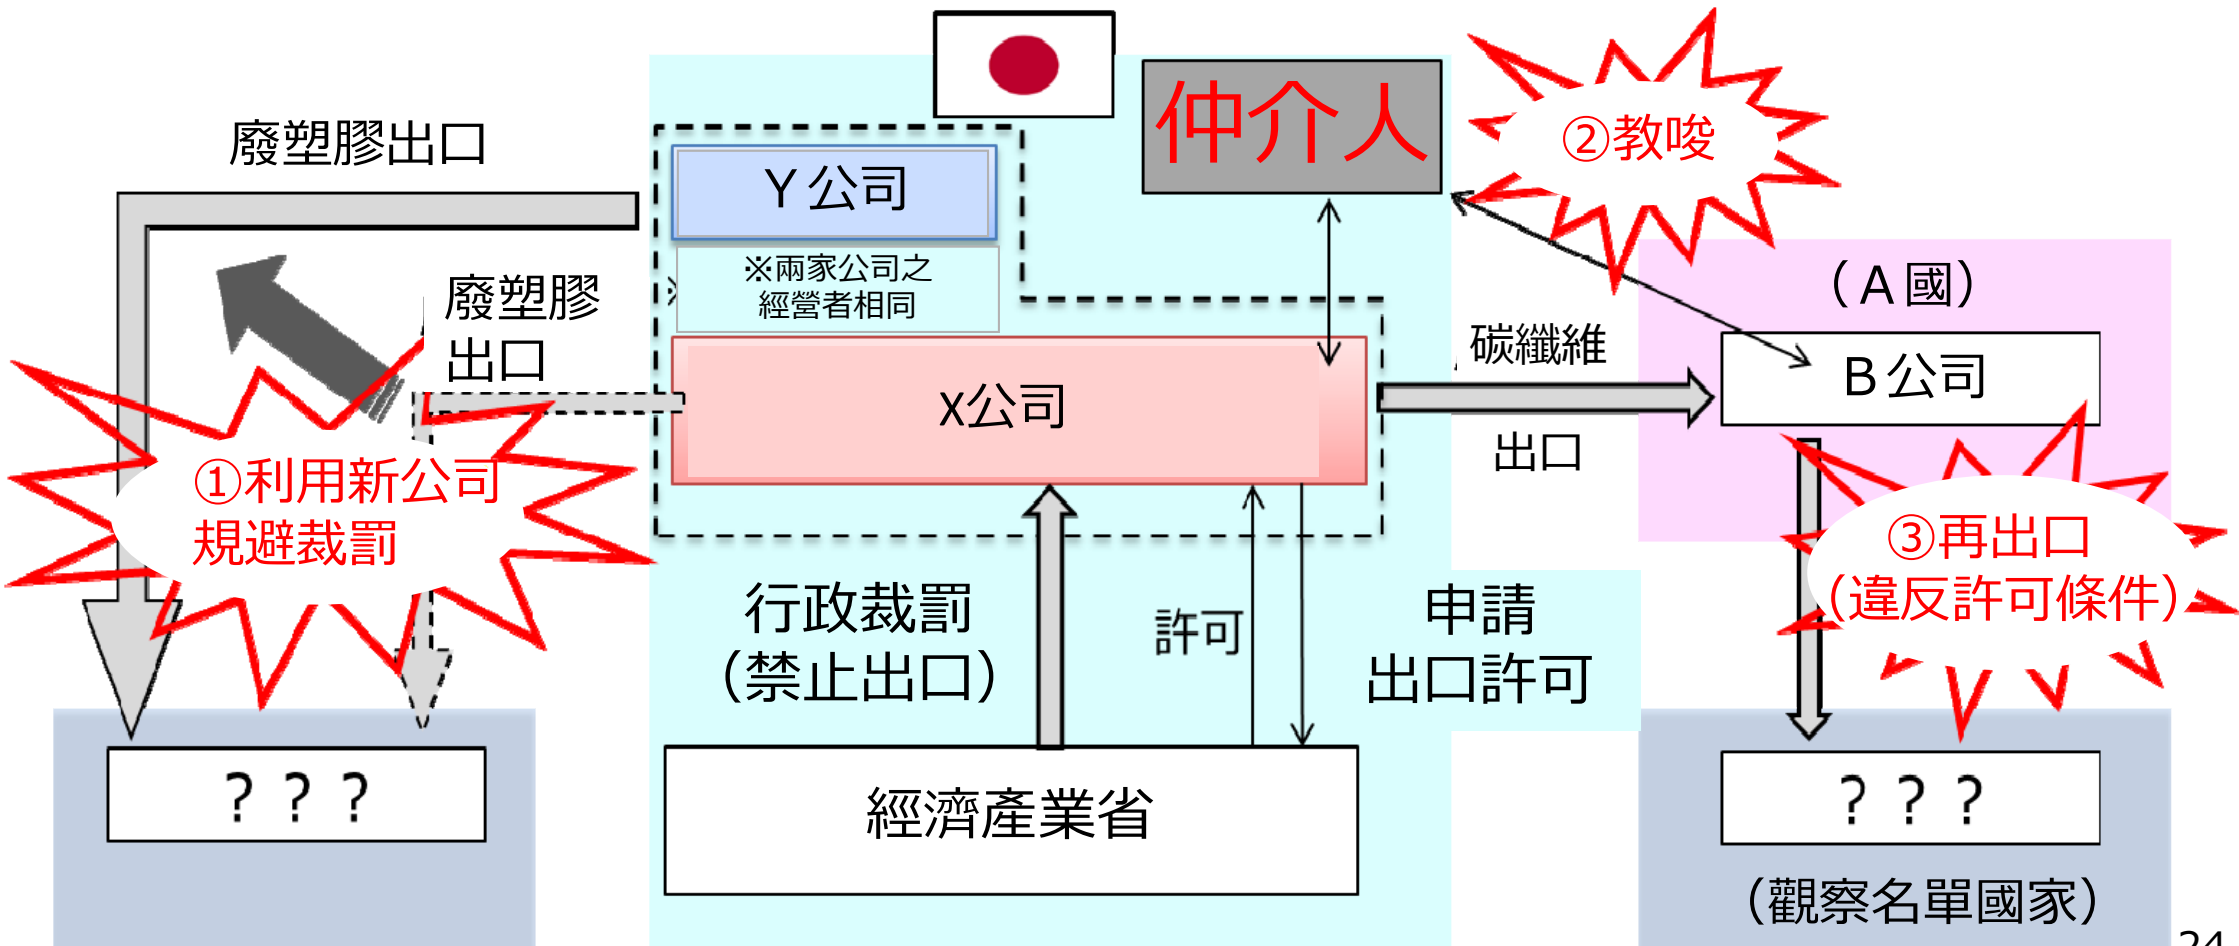 仲介人
②教唆
廢塑膠出口
Y公司
※兩家公司之
經營者相同
(A國)
廢塑膠
出口
碳纖維
B公司
X公司
出口
①利用新公司
規避裁罰
③再出口
(違反許可條件)
行政裁罰
(禁止出口)
許可
申請
出口許可
???
經濟產業省
???
(觀察名單國家)
24